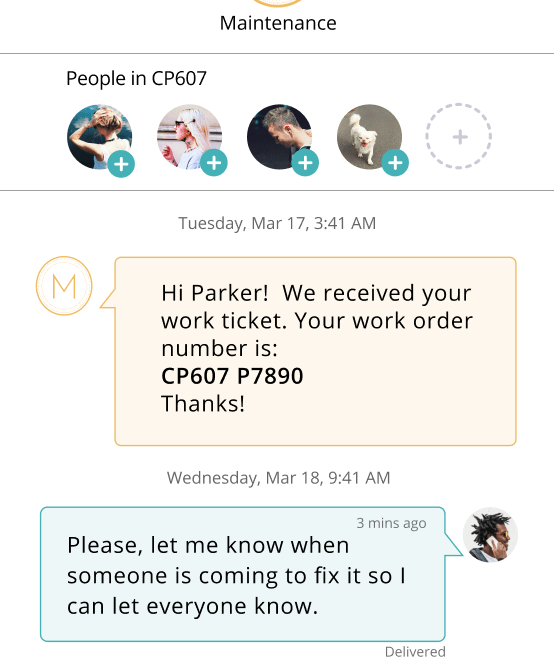 Maintenance
People in CP607
Tuesday, Mar 17, 3:41 AM
M
Hi Parker!  We received your
work ticket. Your work order
number is:
CP607 P7890
Thanks!
Wednesday, Mar 18, 9:41 AM
3 mins ago
Please, let me know when
someone is coming to fix it so I
can let everyone know.
Delivered